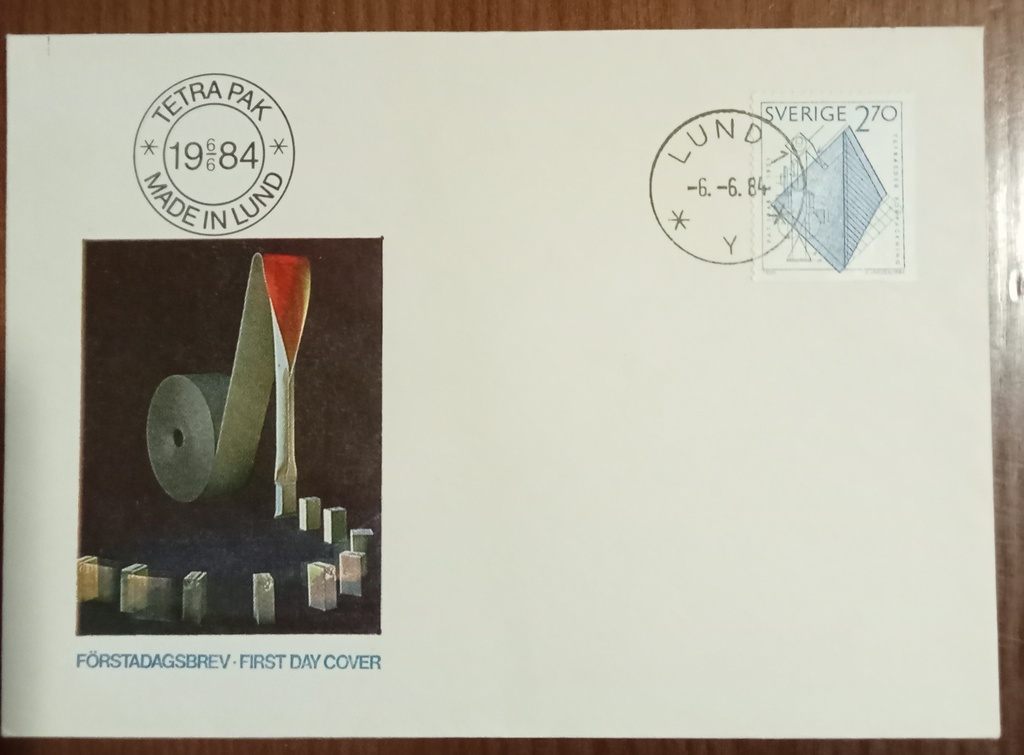 TETRA PAK
* 19 6/6 84 *
MADE IN LUND
LUND 1
-6.-6.84
* Y *
SVERIGE 270
FÖRSTADAGSBREV · FIRST DAY COVER